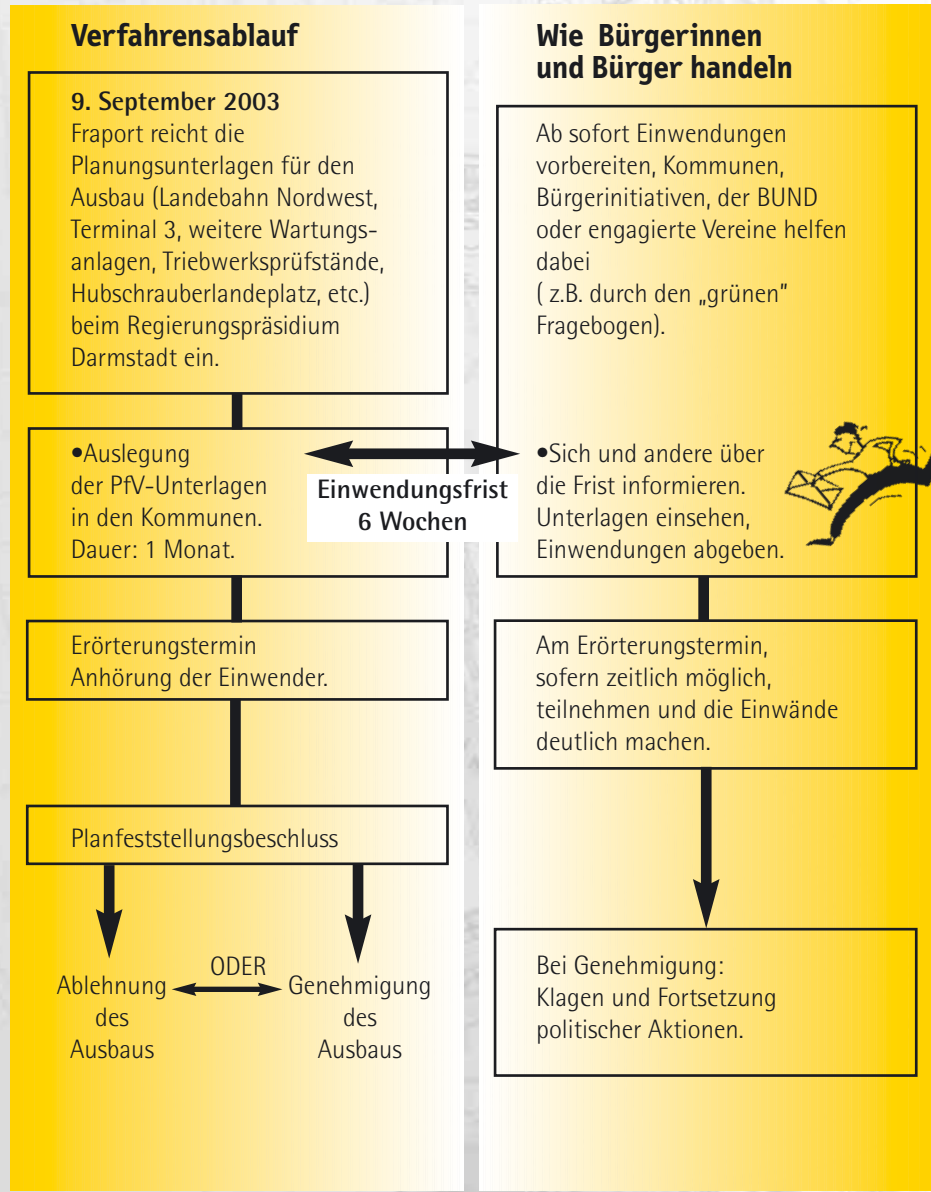 Verfahrensablauf
9. September 2003
Fraport reicht die
Planungsunterlagen für den
Ausbau (Landebahn Nordwest,
Terminal 3, weitere Wartungs-
anlagen, Triebwerksprüfstände,
Hubschrauberlandeplatz, etc.)
beim Regierungspräsidium
Darmstadt ein.
•Auslegung
der PfV-Unterlagen
in den Kommunen.
Dauer: 1 Monat.
Einwendungsfrist
6 Wochen
Erörterungstermin
Anhörung der Einwender.
Planfeststellungsbeschluss
Ablehnung
des
Ausbaus
ODER
Genehmigung
des
Ausbaus
Wie Bürgerinnen
und Bürger handeln
Ab sofort Einwendungen
vorbereiten, Kommunen,
Bürgerinitiativen, der BUND
oder engagierte Vereine helfen
dabei
( z.B. durch den „grünen”
Fragebogen).
•Sich und andere über
die Frist informieren.
Unterlagen einsehen,
Einwendungen abgeben.
Am Erörterungstermin,
sofern zeitlich möglich,
teilnehmen und die Einwände
deutlich machen.
Bei Genehmigung:
Klagen und Fortsetzung
politischer Aktionen.